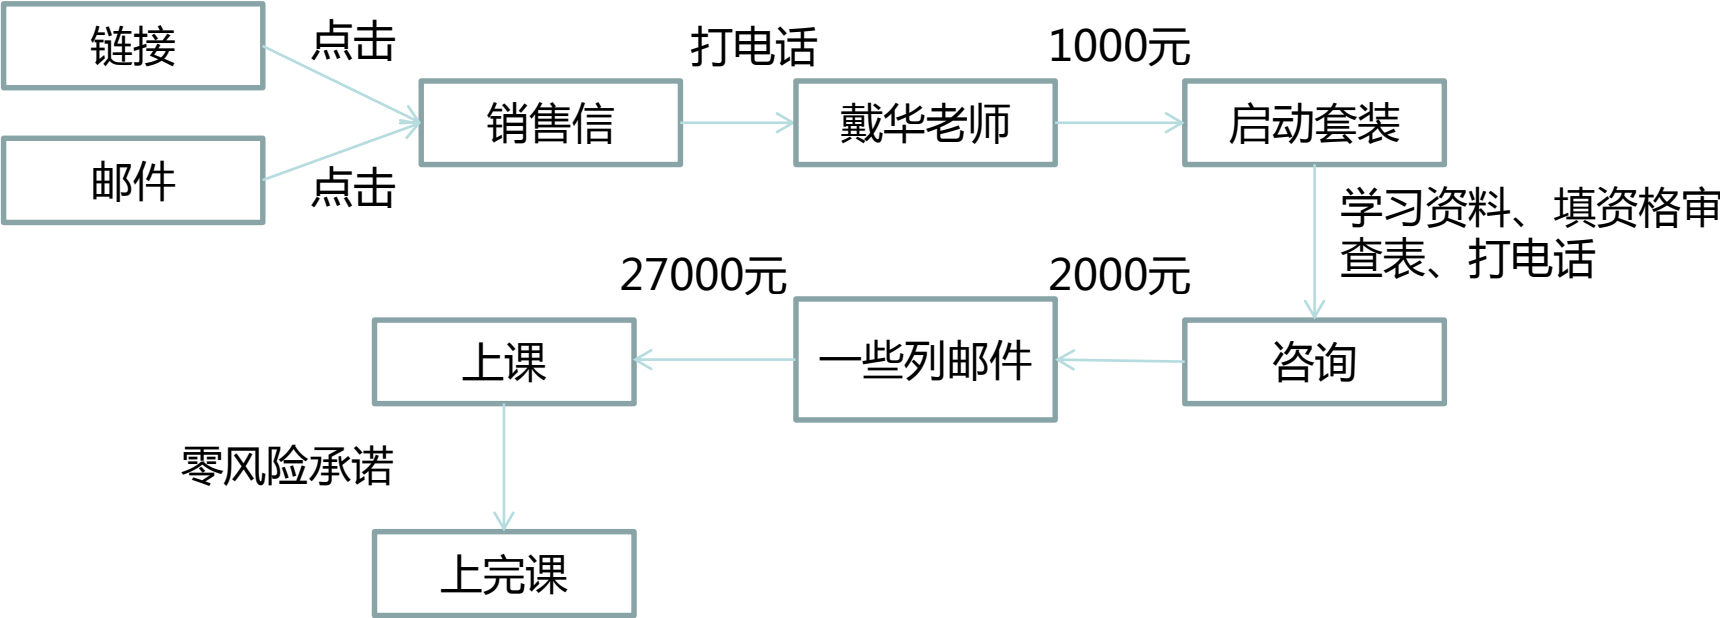 链接
点击
打电话
1000元
销售信
戴华老师
启动套装
邮件
点击
学习资料、填资格审
查表、打电话
27000元
2000元
上课
一些列邮件
咨询
零风险承诺
上完课